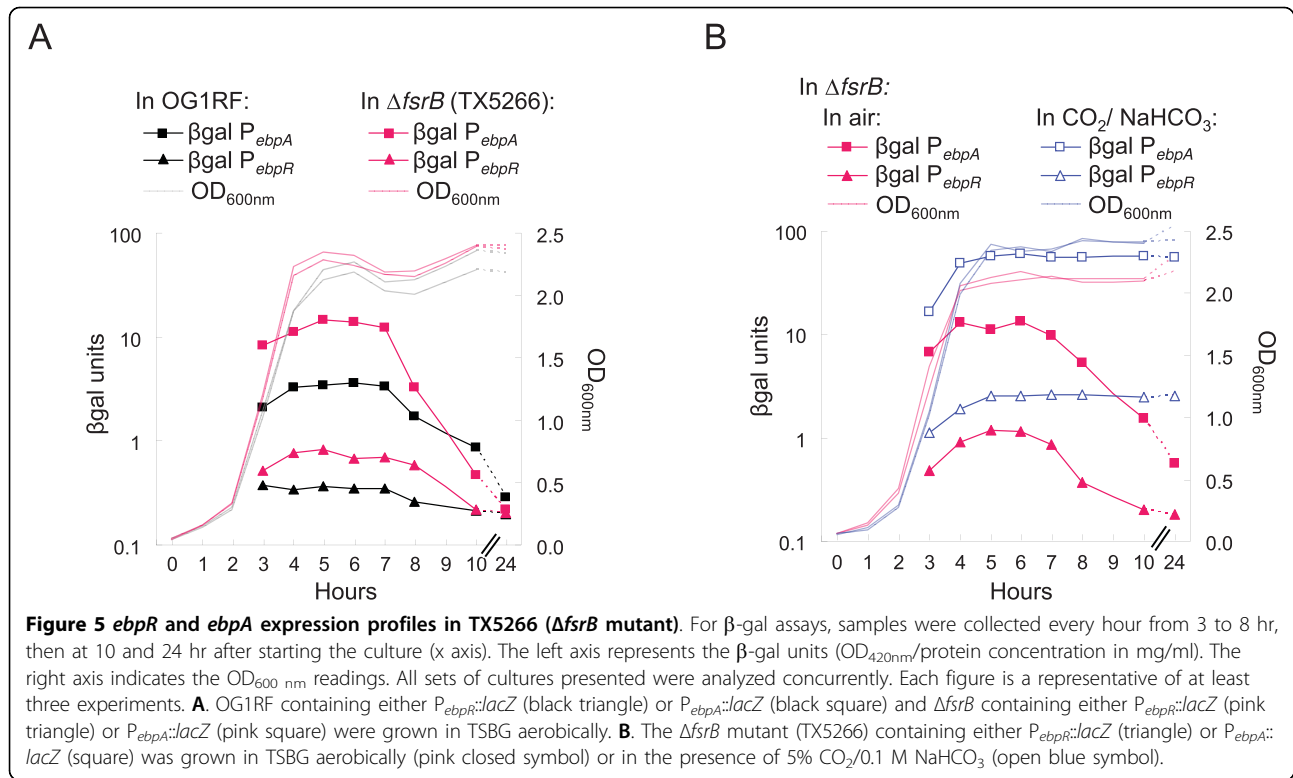 A
In OG1RF:
βgal P_ebpA
βgal P_ebpR
OD600nm
In ΔfsrB (TX5266):
βgal P_ebpA
βgal P_ebpR
OD600nm
βgal units
100
10
1
0.1
2.5
2.0
1.5
1.0
0.5
0.0
OD600nm
0 1 2 3 4 5 6 7 8 9 10 24
Hours
B
In ΔfsrB:
In air:
βgal P_ebpA
βgal P_ebpR
OD600nm
In CO2/ NaHCO3:
βgal P_ebpA
βgal P_ebpR
OD600nm
βgal units
100
10
1
0.1
2.5
2.0
1.5
1.0
0.5
0.0
OD600nm
0 1 2 3 4 5 6 7 8 9 10 24
Hours
Figure 5 ebpR and ebpA expression profiles in TX5266 (ΔfsrB mutant). For β-gal assays, samples were collected every hour from 3 to 8 hr,
then at 10 and 24 hr after starting the culture (x axis). The left axis represents the β-gal units (OD420nm/protein concentration in mg/ml). The
right axis indicates the OD600 nm readings. All sets of cultures presented were analyzed concurrently. Each figure is a representative of at least
three experiments. A. OG1RF containing either PebpR::lacZ (black triangle) or PebpA::lacZ (black square) and ΔfsrB containing either PebpR::lacZ (pink
triangle) or PebpA::lacZ (pink square) were grown in TSBG aerobically. B. The ΔfsrB mutant (TX5266) containing either PebpR::lacZ (triangle) or PebpA::
lacZ (square) was grown in TSBG aerobically (pink closed symbol) or in the presence of 5% CO2/0.1 M NaHCO3 (open blue symbol).